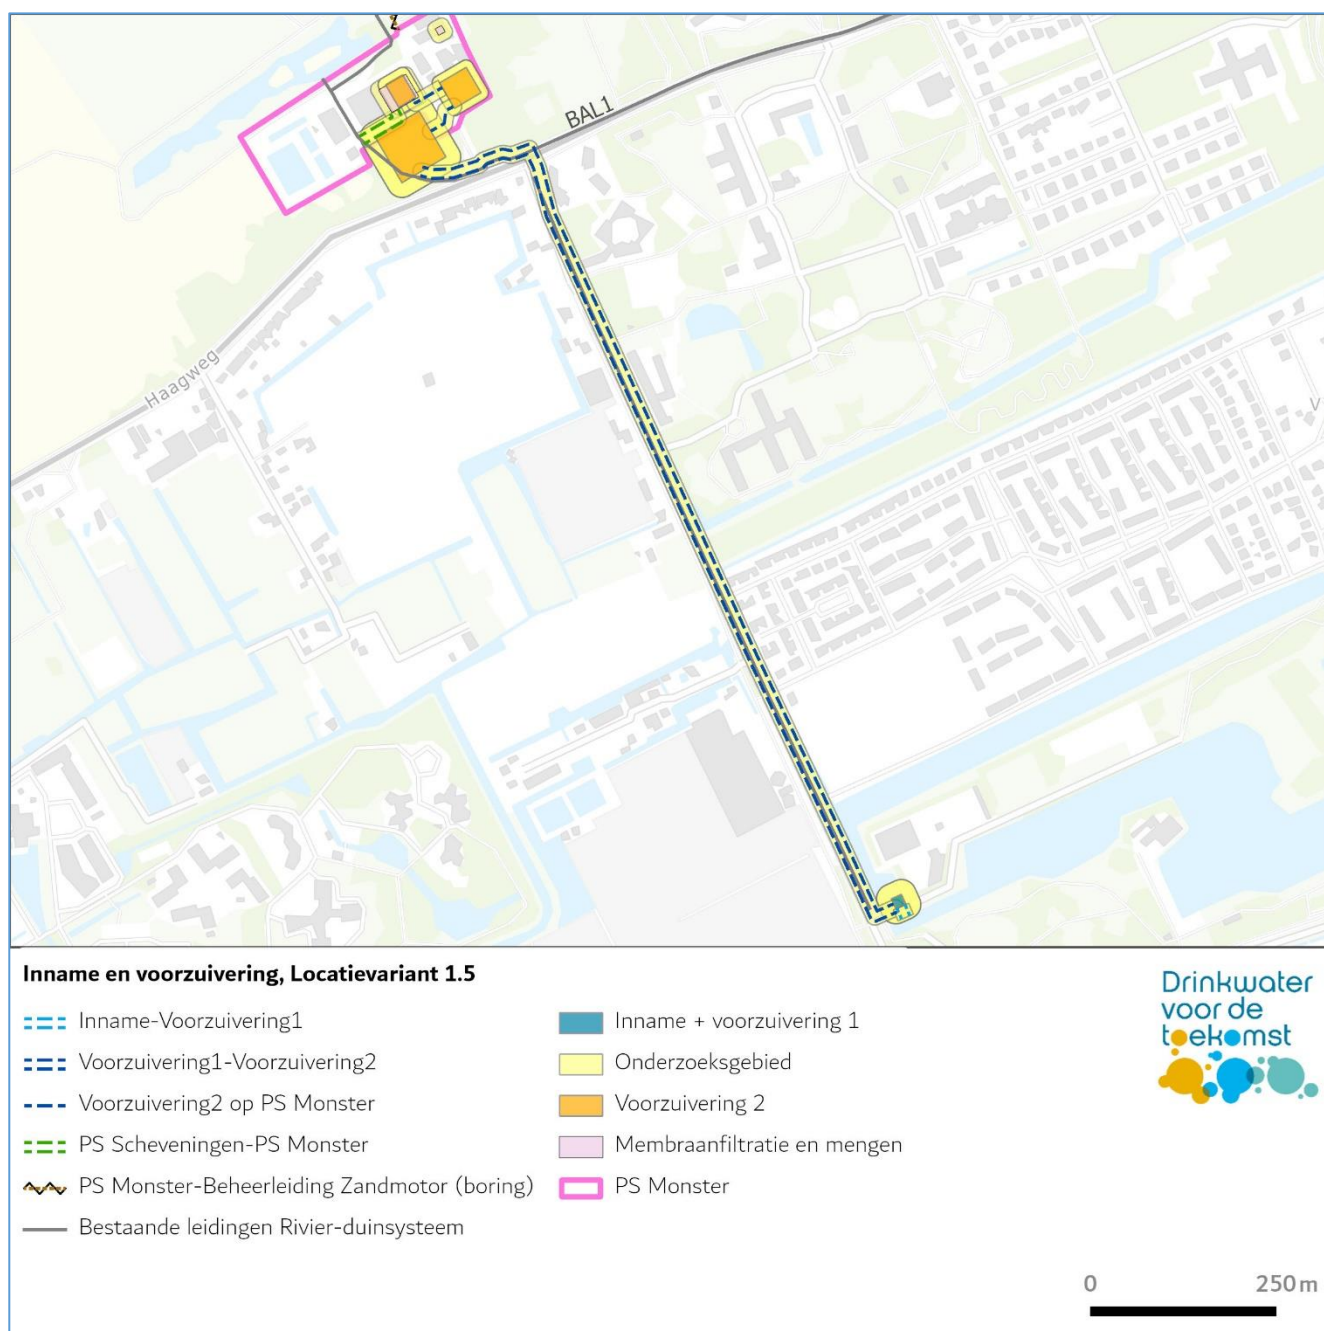 BAL1
Haagweg
V
Inname en voorzuivering, Locatievariant 1.5
Inname-Voorzuivering1
Voorzuivering1-Voorzuivering2
Voorzuivering2 op PS Monster
PS Scheveningen-PS Monster
PS Monster-Beheerleiding Zandmotor (boring)
Bestaande leidingen Rivier-duinsysteem
Inname + voorzuivering 1
Onderzoeksgebied
Voorzuivering 2
Membraanfiltratie en mengen
PS Monster
Drinkwater
voor de
toekomst
0 250 m